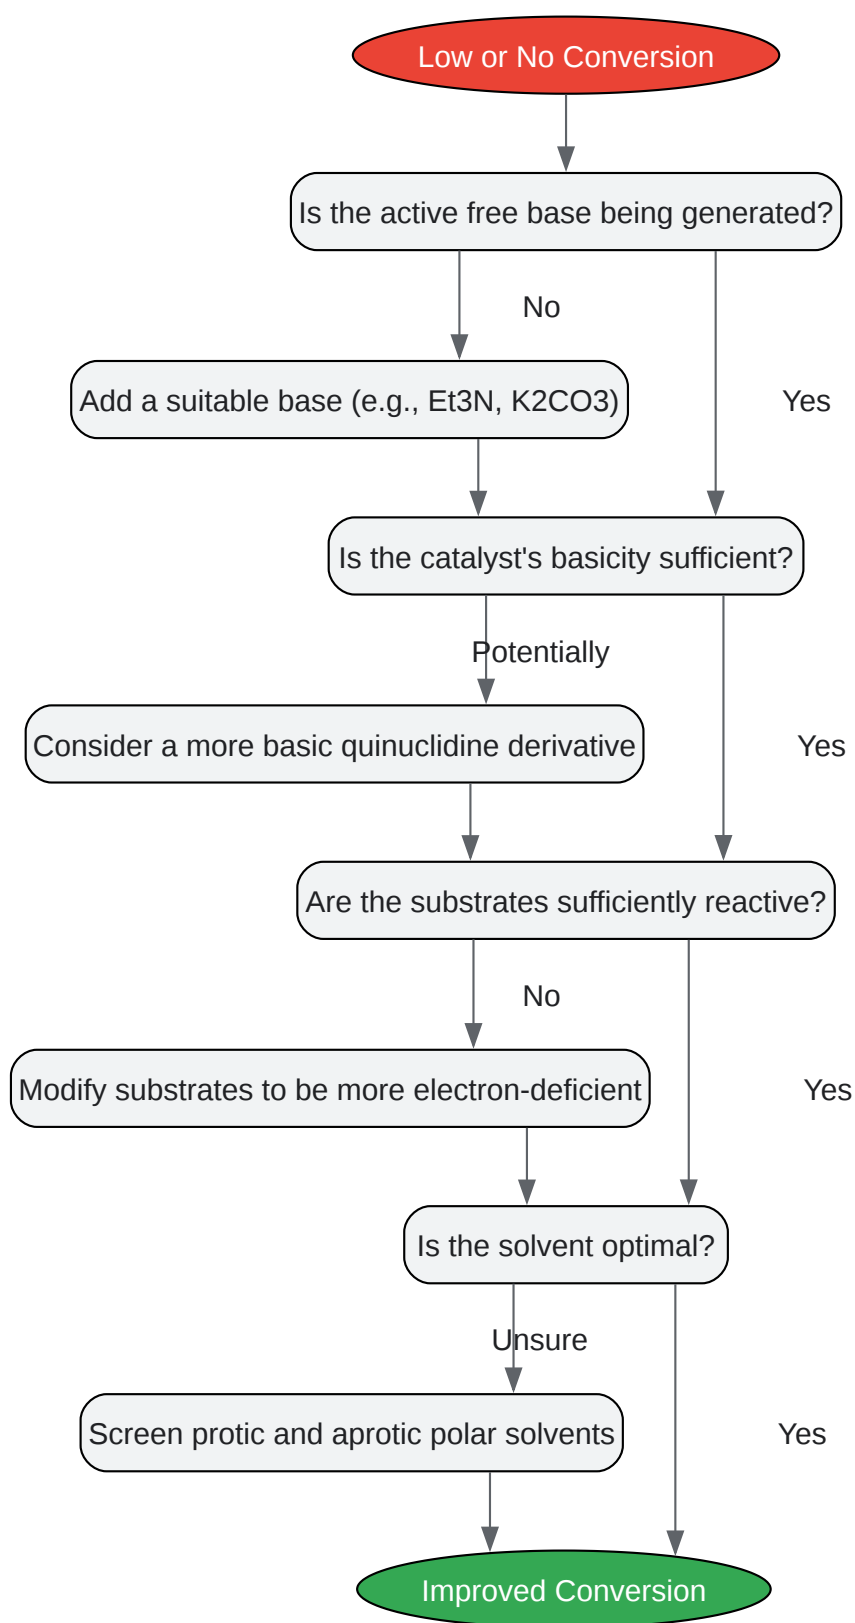 Low or No Conversion
Is the active free base being generated?
No
Add a suitable base (e.g., Et3N, K2CO3)
Yes
Is the catalyst's basicity sufficient?
Potentially
Consider a more basic quinuclidine derivative
Yes
Are the substrates sufficiently reactive?
No
Modify substrates to be more electron-deficient
Yes
Is the solvent optimal?
Unsure
Screen protic and aprotic polar solvents
Yes
Improved Conversion